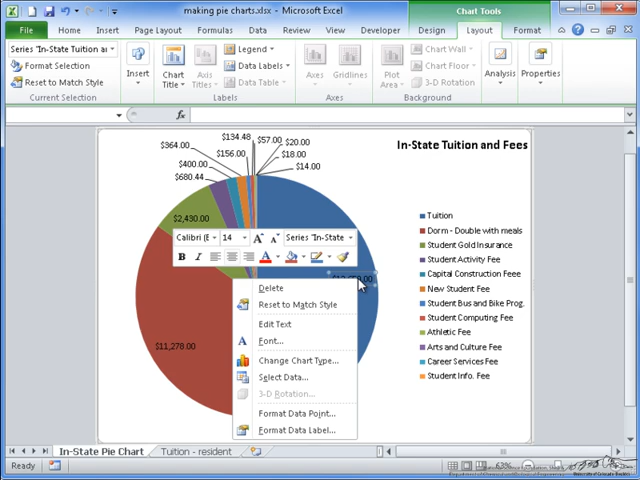 making pie charts.xlsx - Microsoft Excel
Chart Tools
File Home Insert Page Layout Formulas Data Review View Developer Design Layout Format
Series "In-State Tuition ar
Format Selection
Reset to Match Style
Current Selection
Insert
Chart Title
Axis Titles
Legend
Data Labels
Data Table
Labels
Axes
Gridlines
Axes
Plot Area
Chart Wall
Chart Floor
3-D Rotation
Background
Analysis
Properties
fx
In-State Tuition and Fees
$134.48
$57.00
$20.00
$364.00
$156.00
$18.00
$400.00
$14.00
$680.44
$2,430.00
$11,278.00
Calibri (E 14 A A Series "In-State
B I A
Delete
Reset to Match Style
Edit Text
A Font...
Change Chart Type...
Select Data...
3-D Rotation...
Format Data Point...
Format Data Label...
Tuition
Dorm - Double with meals
Student Gold Insurance
Student Activity Fee
Capital Construction Feee
New Student Fee
Student Bus and Bike Prog.
Student Computing Fee
Athletic Fee
Arts and Culture Fee
Career Services Fee
Student Info. Fee
In-State Pie Chart Tuition - resident
Ready
63%